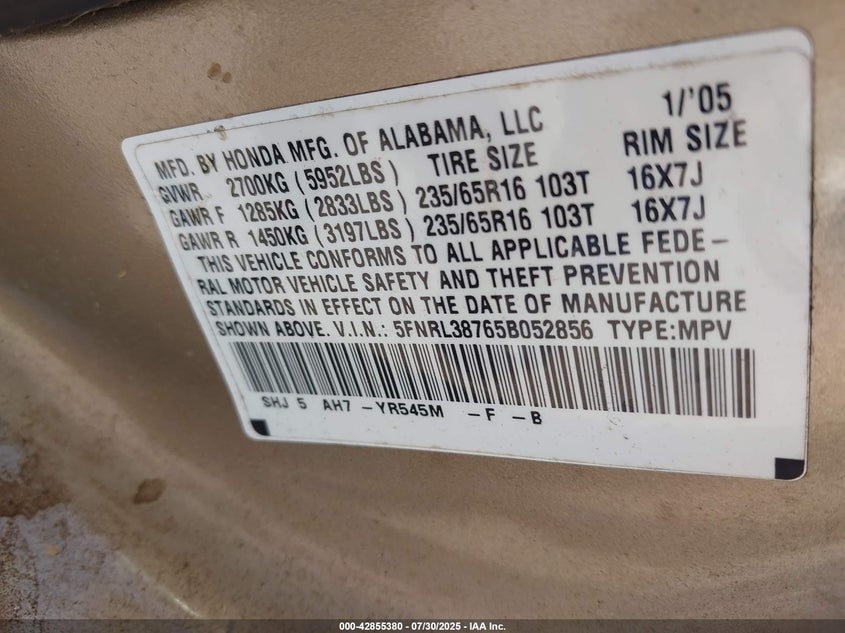 1/'05
MFD. BY HONDA MFG. OF ALABAMA, LLC
GVWR 2700KG (5952LBS) TIRE SIZE RIM SIZE
GAWR F 1285KG (2833LBS) 235/65R16 103T 16X7J
GAWR R 1450KG (3197LBS) 235/65R16 103T 16X7J
THIS VEHICLE CONFORMS TO ALL APPLICABLE FEDE-
RAL MOTOR VEHICLE SAFETY AND THEFT PREVENTION
STANDARDS IN EFFECT ON THE DATE OF MANUFACTURE
SHOWN ABOVE. V.I.N.: 5FNRL38765B052856 TYPE:MPV
SHJ 5 AH7 -YR545M -F -B
000-42855380 | 07/30/2025 - IAA Inc.